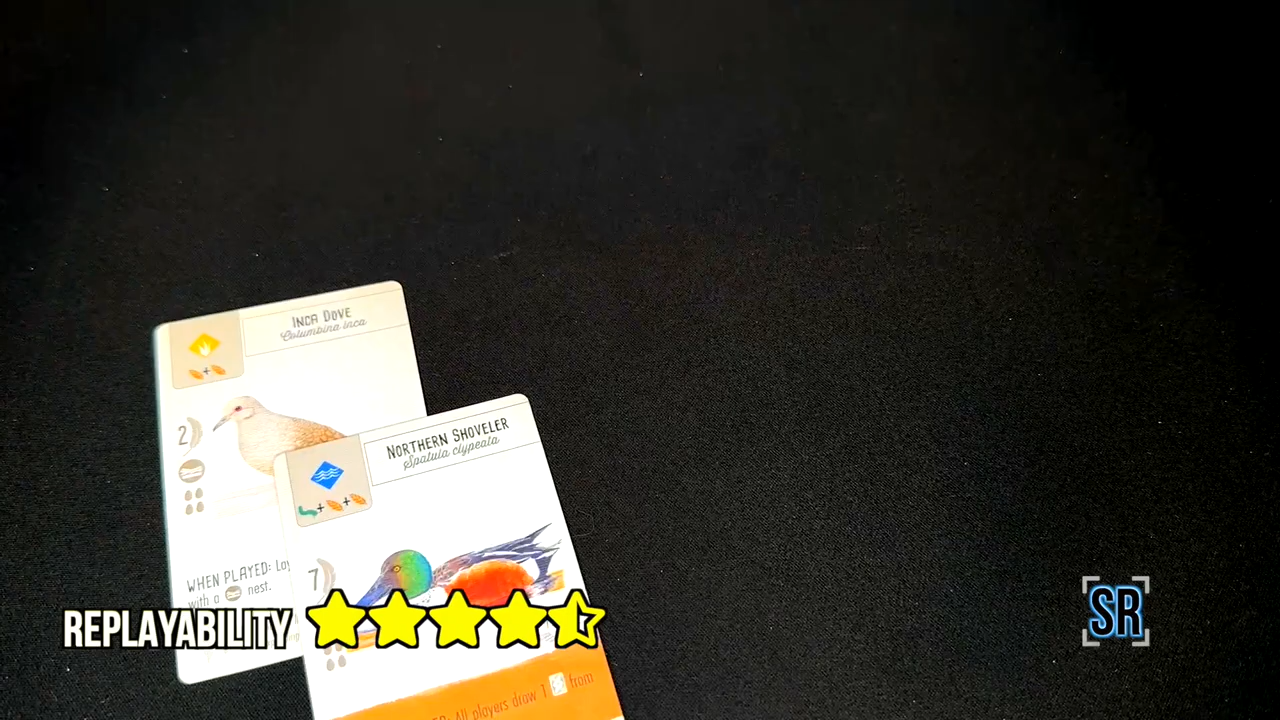 INCA DOVE
Columbina inca
2
WHEN PLAYED: Lay
with a nest.
NORTHERN SHOVELER
Spatula clypeata
7
All players draw 1 from
REPLAYABILITY
SR